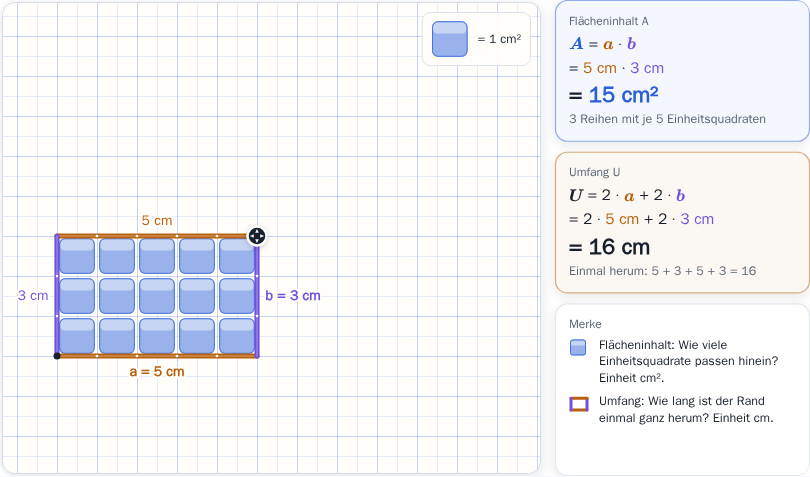 = 1 cm²
5 cm
3 cm
b = 3 cm
a = 5 cm
Flächeninhalt A
A = a · b
= 5 cm · 3 cm
= 15 cm²
3 Reihen mit je 5 Einheitsquadraten
Umfang U
U = 2 · a + 2 · b
= 2 · 5 cm + 2 · 3 cm
= 16 cm
Einmal herum: 5 + 3 + 5 + 3 = 16
Merke
Flächeninhalt: Wie viele
Einheitsquadrate passen hinein?
Einheit cm².
Umfang: Wie lang ist der Rand
einmal ganz herum? Einheit cm.